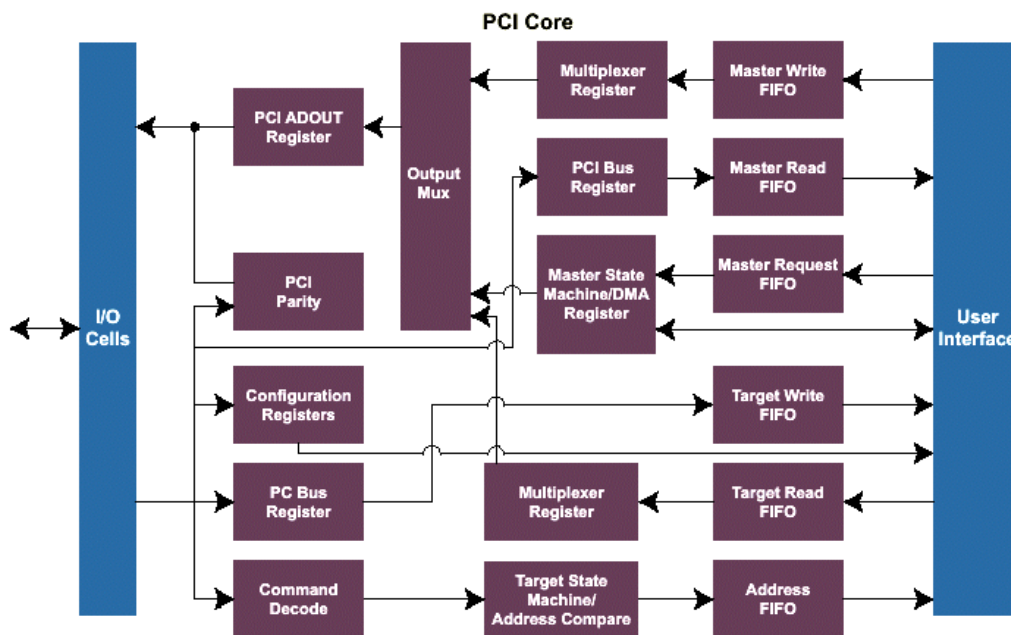 PCI Core
Multiplexer
Register
Master Write
FIFO
PCI ADOUT
Register
Output
Mux
PCI Bus
Register
Master Read
FIFO
PCI
Parity
Master State
Machine/DMA
Register
Master Request
FIFO
I/O
Cells
User
Interface
Configuration
Registers
Target Write
FIFO
PC Bus
Register
Multiplexer
Register
Target Read
FIFO
Command
Decode
Target State
Machine/
Address Compare
Address
FIFO